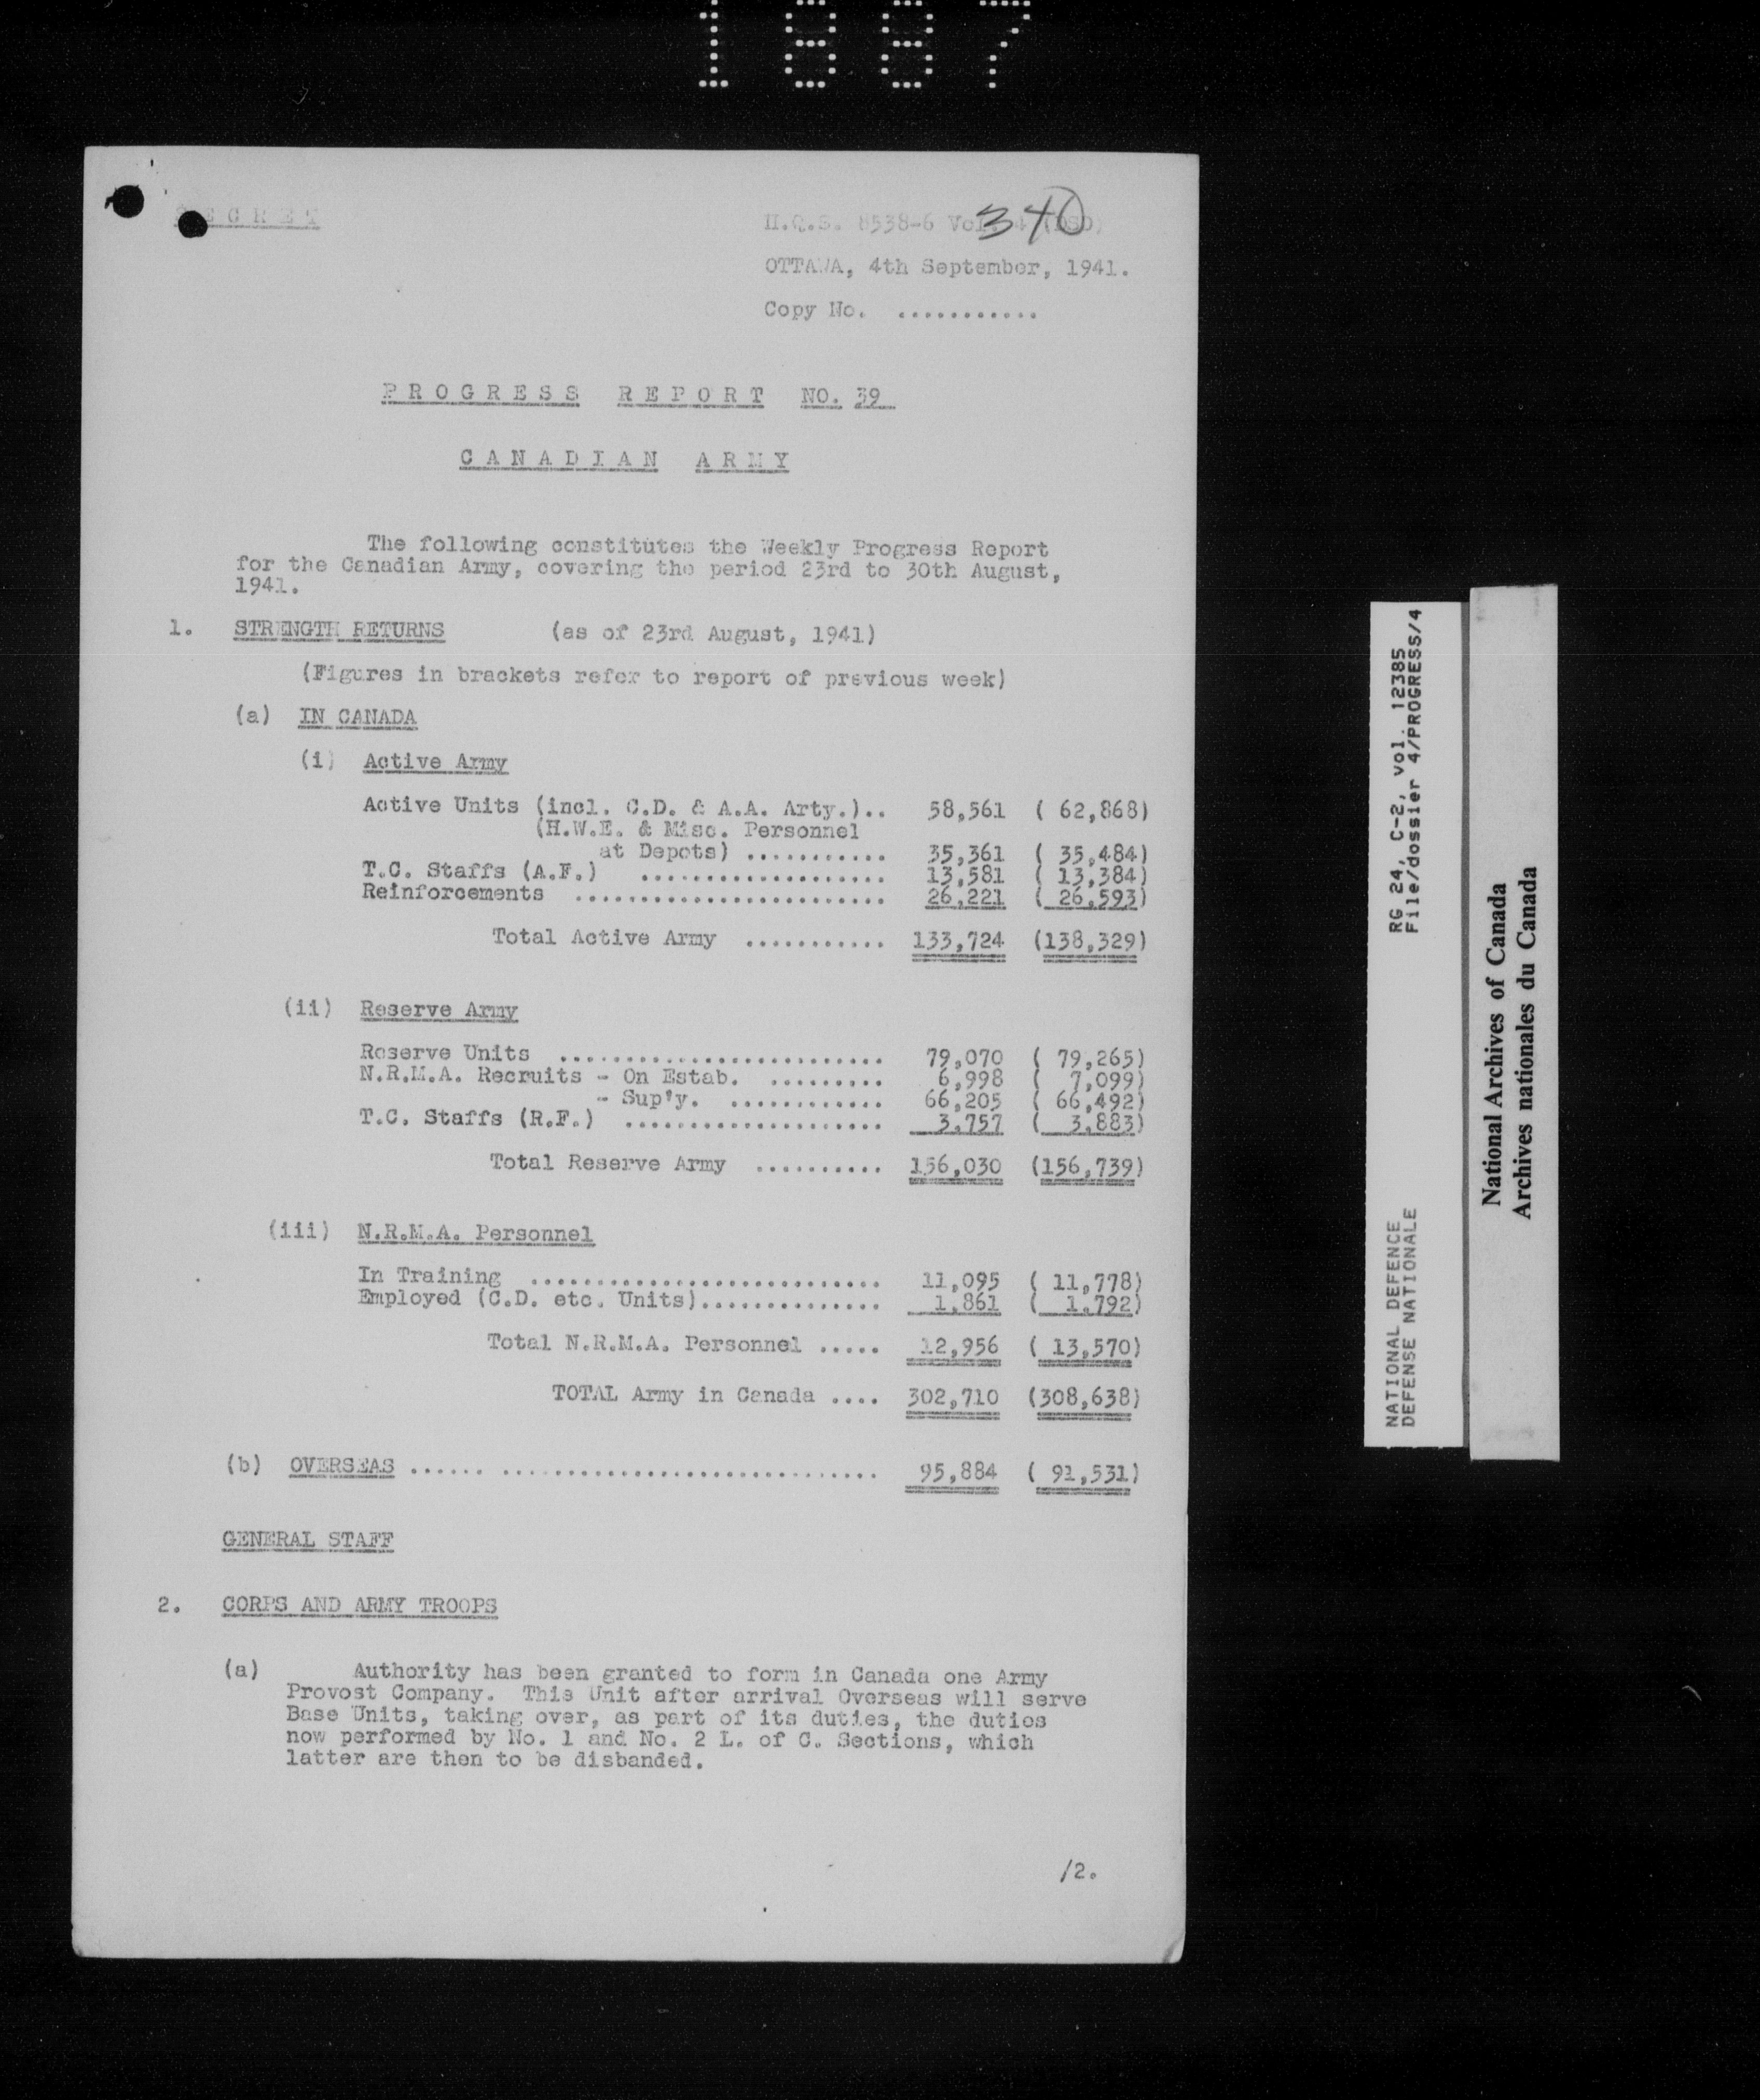 1887
SECRET
H.Q.S. 8538-6 Vol. 4 (DSD)
340
OTTAWA, 4th September, 1941.
Copy No. ...........
PROGRESS REPORT NO. 39
CANADIAN ARMY
The following constitutes the Weekly Progress Report
for the Canadian Army, covering the period 23rd to 30th August,
1941.
1. STRENGTH RETURNS (as of 23rd August, 1941)
(Figures in brackets refer to report of previous week)
(a) IN CANADA
(i) Active Army
Active Units (incl. C.D. & A.A. Arty.).. 58,561 ( 62,868)
(H.W.E. & Misc. Personnel
at Depots) ........... 35,361 ( 35,484)
T.C. Staffs (A.F.) ................... 13,581 ( 13,384)
Reinforcements ........................ 26,221 ( 26,593)
Total Active Army ........... 133,724 (138,329)
(ii) Reserve Army
Reserve Units ......................... 79,070 ( 79,265)
N.R.M.A. Recruits - On Estab. ......... 6,998 ( 7,099)
- Sup'y. ............ 66,205 ( 66,492)
T.C. Staffs (R.F.) .................... 3,757 ( 3,883)
Total Reserve Army .......... 156,030 (156,739)
(iii) N.R.M.A. Personnel
In Training ........................... 11,095 ( 11,778)
Employed (C.D. etc. Units).............. 1,861 ( 1,792)
Total N.R.M.A. Personnel ..... 12,956 ( 13,570)
TOTAL Army in Canada .... 302,710 (308,638)
(b) OVERSEAS ...... ............................. 95,884 ( 91,531)
GENERAL STAFF
2. CORPS AND ARMY TROOPS
(a) Authority has been granted to form in Canada one Army
Provost Company. This Unit after arrival Overseas will serve
Base Units, taking over, as part of its duties, the duties
now performed by No. 1 and No. 2 L. of C. Sections, which
latter are then to be disbanded.
/2.
NATIONAL DEFENCE RG 24, C-2, vol. 12385
DEFENSE NATIONALE File/dossier 4/PROGRESS/4
National Archives of Canada
Archives nationales du Canada